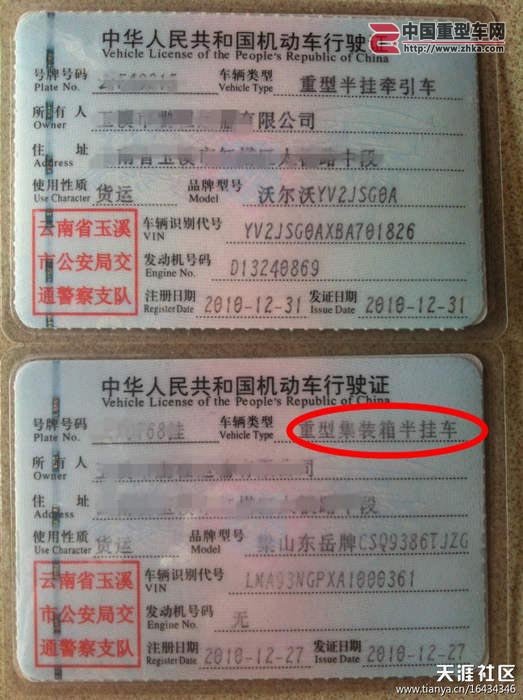 中国重型车网
www.zhka.com
中华人民共和国机动车行驶证
Vehicle License of the People's Republic of China
号牌号码 Plate No. 车辆类型 Vehicle Type 重型半挂牵引车
所有人 Owner 有限公司
住址 Address 南省玉溪
使用性质 Use Character 货运 品牌型号 Model 沃尔沃YV2JSG0A
云南省玉溪市公安局交通警察支队
车辆识别代号 VIN YV2JSG0AXBA701826
发动机号码 Engine No. D13240869
注册日期 Register Date 2010-12-31 发证日期 Issue Date 2010-12-31
中华人民共和国机动车行驶证
Vehicle License of the People's Republic of China
号牌号码 Plate No. 68挂 车辆类型 Vehicle Type 重型集装箱半挂车
所有人 Owner 公司
住址 Address
使用性质 Use Character 货运 品牌型号 Model 梁山东岳牌CSQ9386TJZG
云南省玉溪市公安局交通警察支队
车辆识别代号 VIN LMA93NGPXA1000361
发动机号码 Engine No. 无
注册日期 Register Date 2010-12-27 发证日期 Issue Date 2010-12-27
天涯社区
www.tianya.cn/16434346